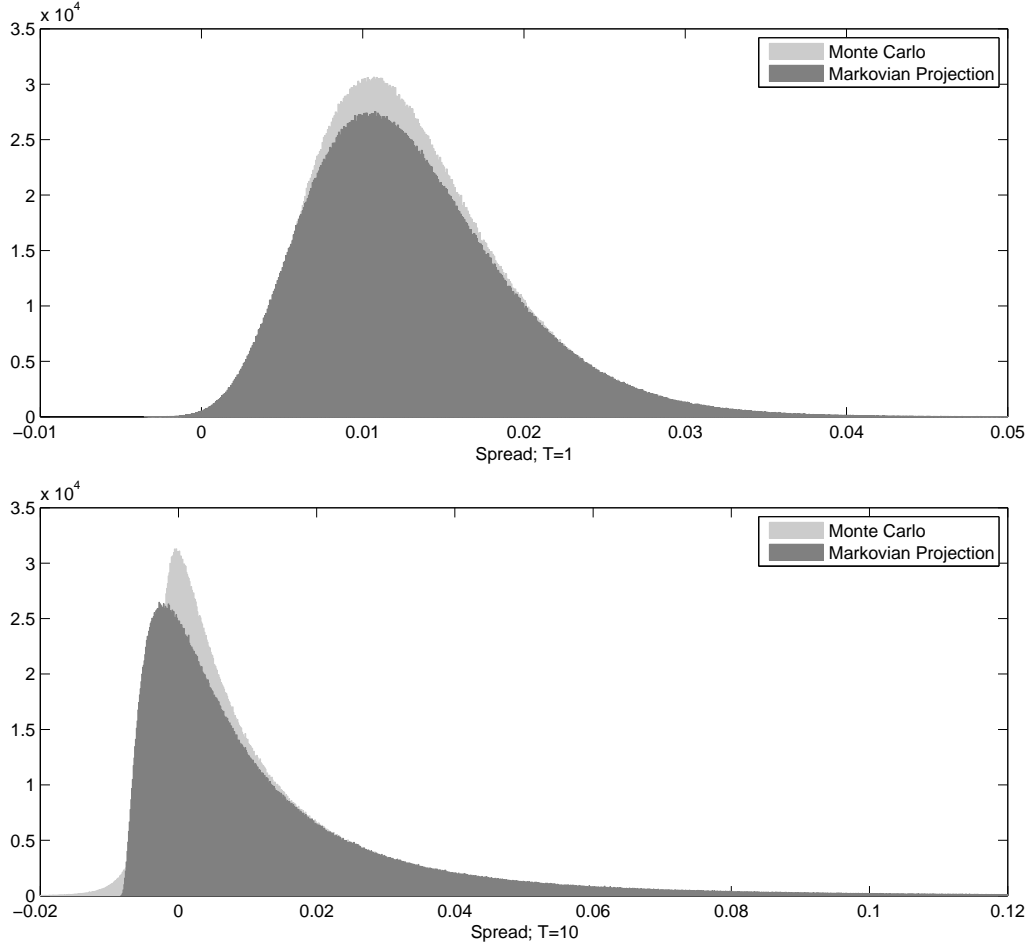 x 10^4
3.5
3
2.5
2
1.5
1
0.5
0
Monte Carlo
Markovian Projection
−0.01 0 0.01 0.02 0.03 0.04 0.05
Spread; T=1
x 10^4
3.5
3
2.5
2
1.5
1
0.5
0
Monte Carlo
Markovian Projection
−0.02 0 0.02 0.04 0.06 0.08 0.1 0.12
Spread; T=10